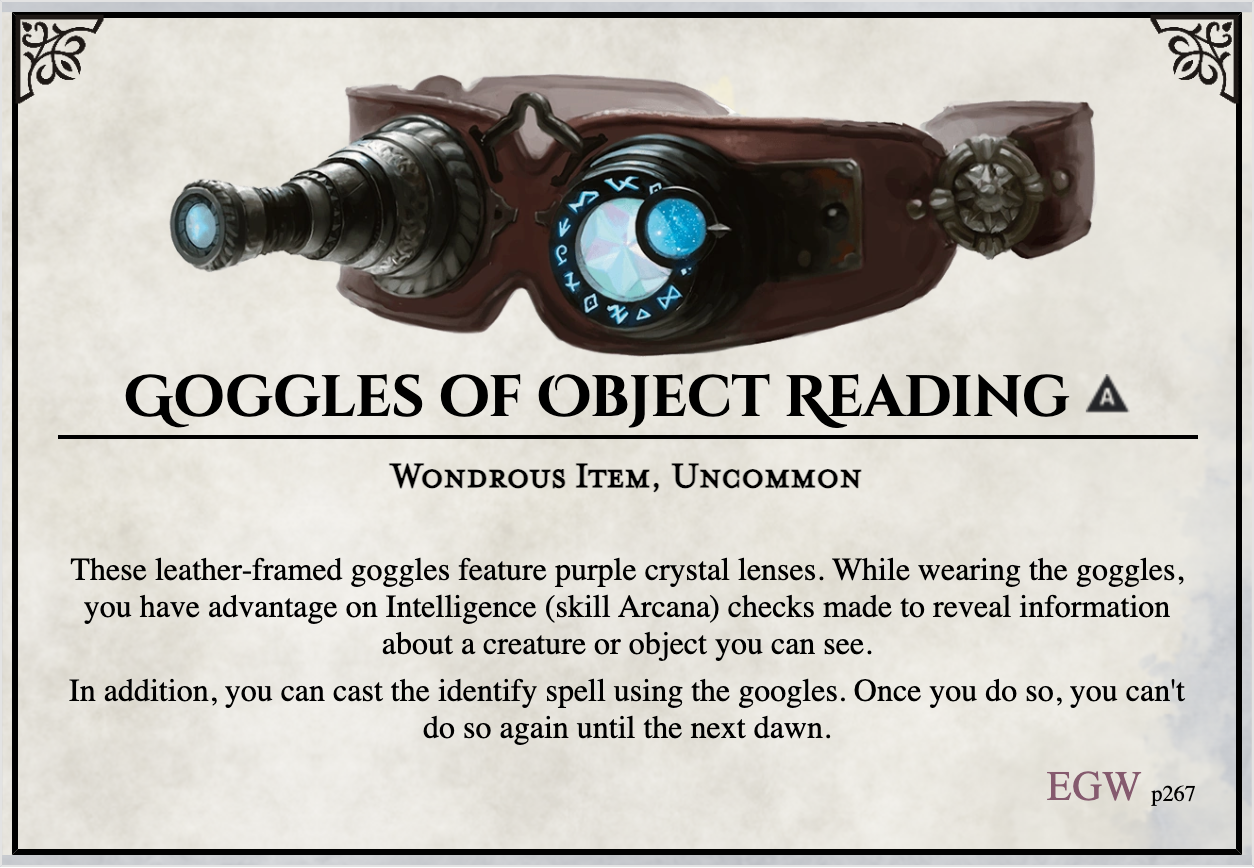 Goggles of Object Reading A
Wondrous Item, Uncommon
These leather-framed goggles feature purple crystal lenses. While wearing the goggles,
you have advantage on Intelligence (skill Arcana) checks made to reveal information
about a creature or object you can see.
In addition, you can cast the identify spell using the googles. Once you do so, you can't
do so again until the next dawn.
EGW p267